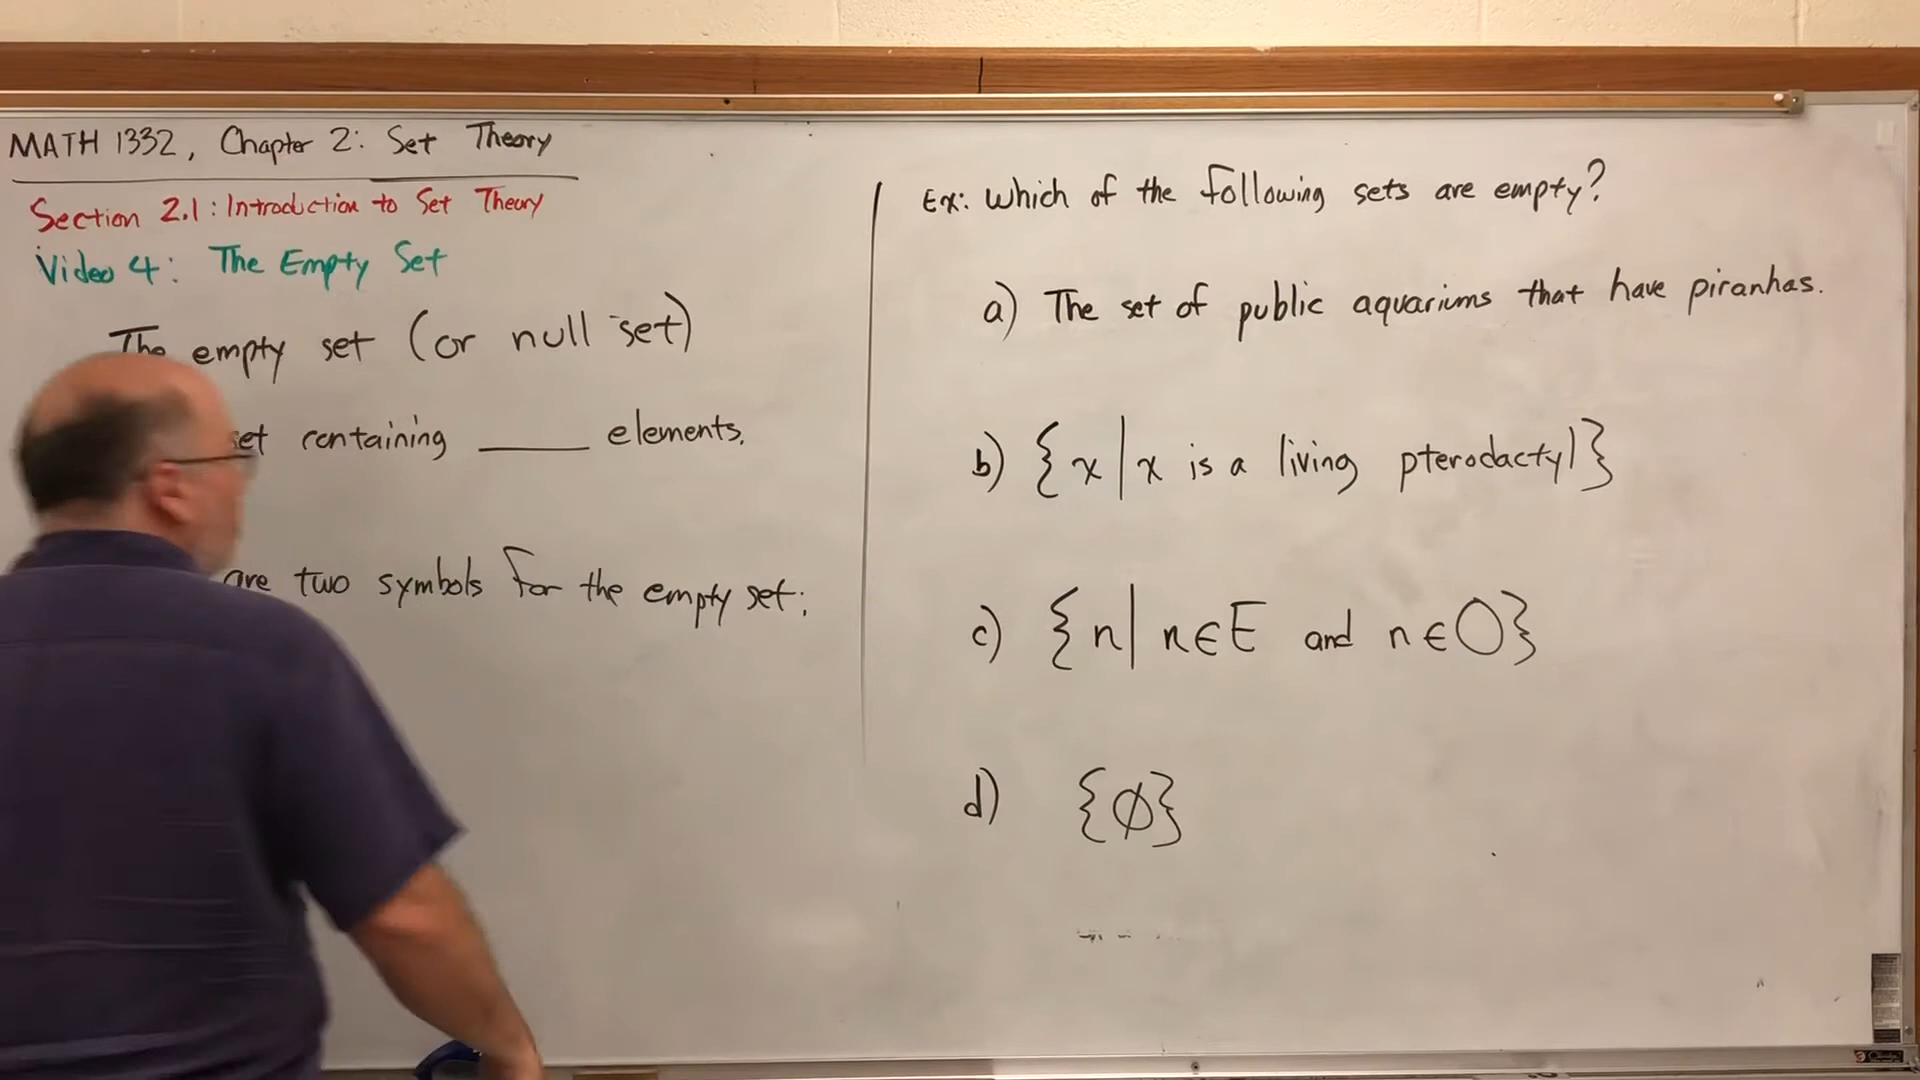 MATH 1332, Chapter 2: Set Theory
Section 2.1: Introduction to Set Theory
Video 4: The Empty Set
The empty set (or null set)
set containing ____ elements.
are two symbols for the empty set:
Ex: Which of the following sets are empty?
a) The set of public aquariums that have piranhas.
b) {x | x is a living pterodactyl}
c) {n | n∈E and n∈O}
d) {∅}